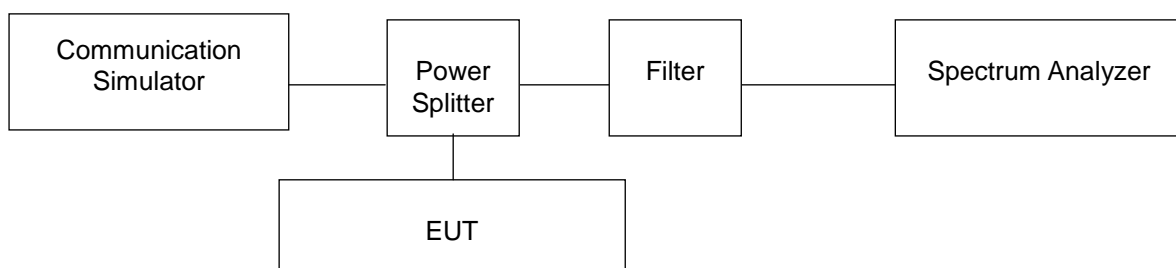 Communication
Simulator
Power
Splitter
Filter
Spectrum Analyzer
EUT